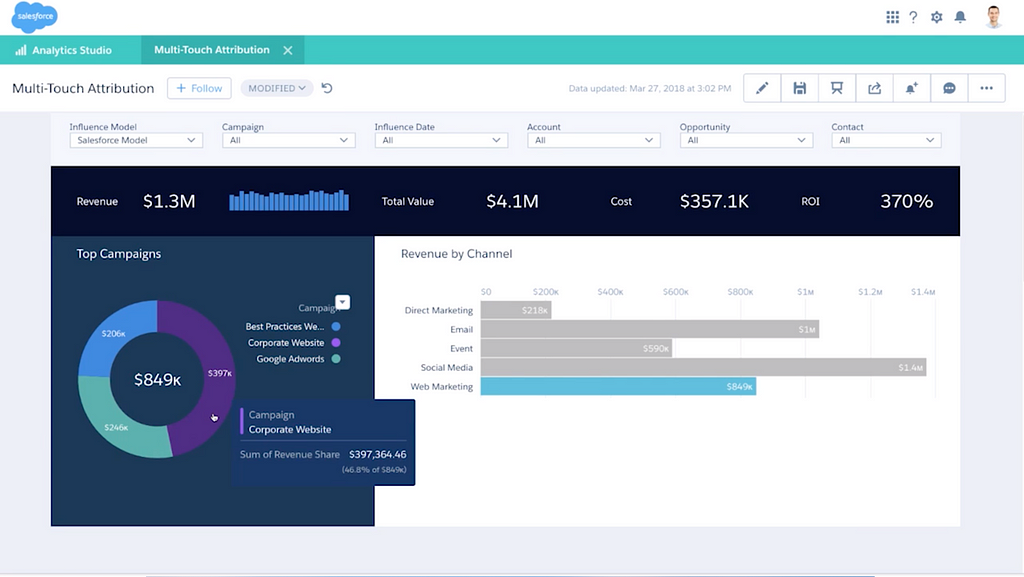 salesforce
Analytics Studio
Multi-Touch Attribution
Multi-Touch Attribution
+ Follow
MODIFIED
Data updated: Mar 27, 2018 at 3:02 PM
Influence Model
Campaign
Influence Date
Account
Opportunity
Contact
Salesforce Model
All
All
All
All
All
Revenue $1.3M
Total Value $4.1M
Cost $357.1K
ROI 370%
Top Campaigns
Campaign
Best Practices We...
Corporate Website
Google Adwords
$206K
$397K
$849K
$246K
Campaign
Corporate Website
Sum of Revenue Share $397,364.46
(46.8% of $849K)
Revenue by Channel
$0 $200K $400K $600K $800K $1M $1.2M $1.4M
Direct Marketing $218K
Email $1M
Event $590K
Social Media $1.4M
Web Marketing $849K